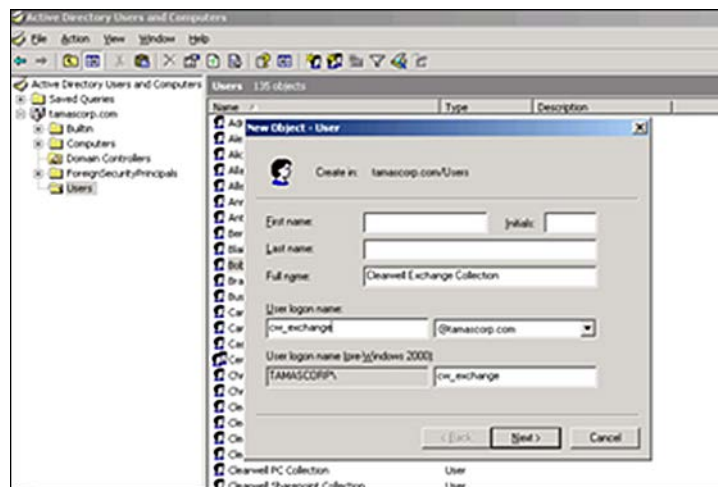 Active Directory Users and Computers
File Action View Window Help
Active Directory Users and Computers
Saved Queries
tamascorp.com
Builtin
Computers
Domain Controllers
ForeignSecurityPrincipals
Users
Users 135 objects
Name Type Description
New Object - User
Create in: tamascorp.com/Users
First name: Initials:
Last name:
Full name: Clearwell Exchange Collection
User logon name:
cw_exchange @tamascorp.com
User logon name (pre-Windows 2000):
TAMASCORP\ cw_exchange
< Back Next > Cancel
Clearwell PC Collection User
Clearwell Sharepoint Collection User